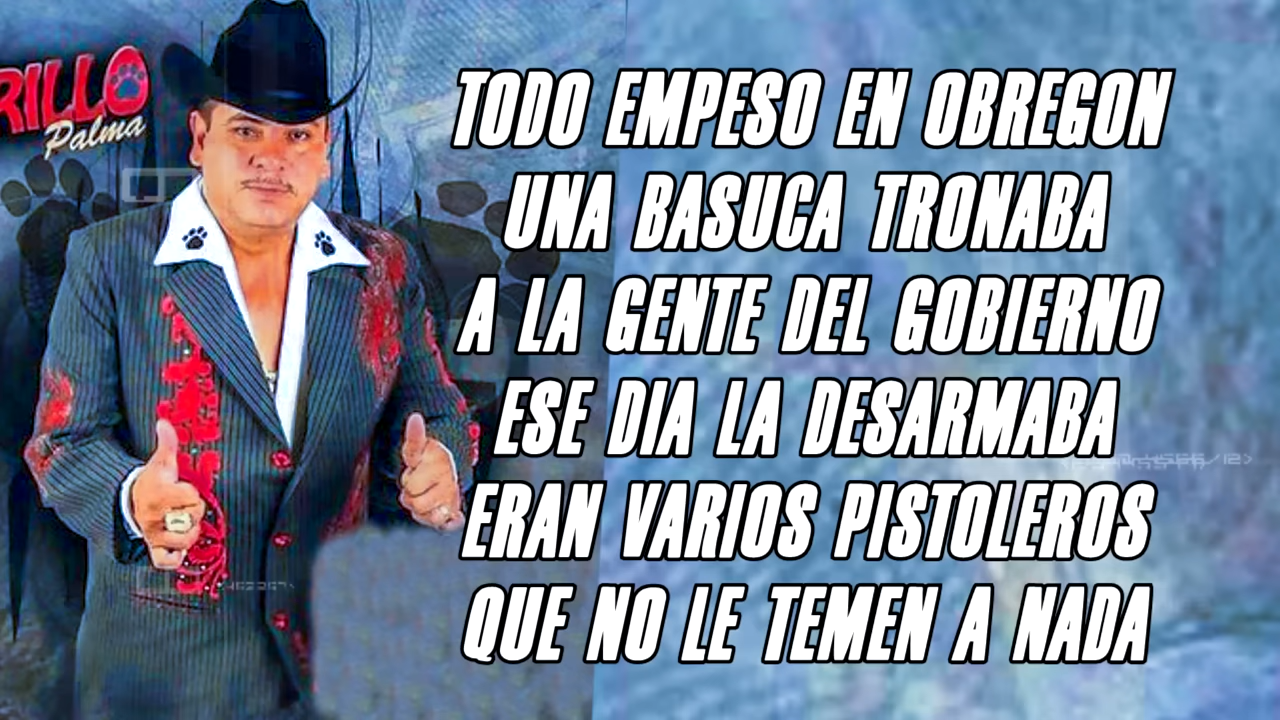 RILLO
Palma
TODO EMPESO EN OBREGON
UNA BASUCA TRONABA
A LA GENTE DEL GOBIERNO
ESE DIA LA DESARMABA
ERAN VARIOS PISTOLEROS
QUE NO LE TEMEN A NADA